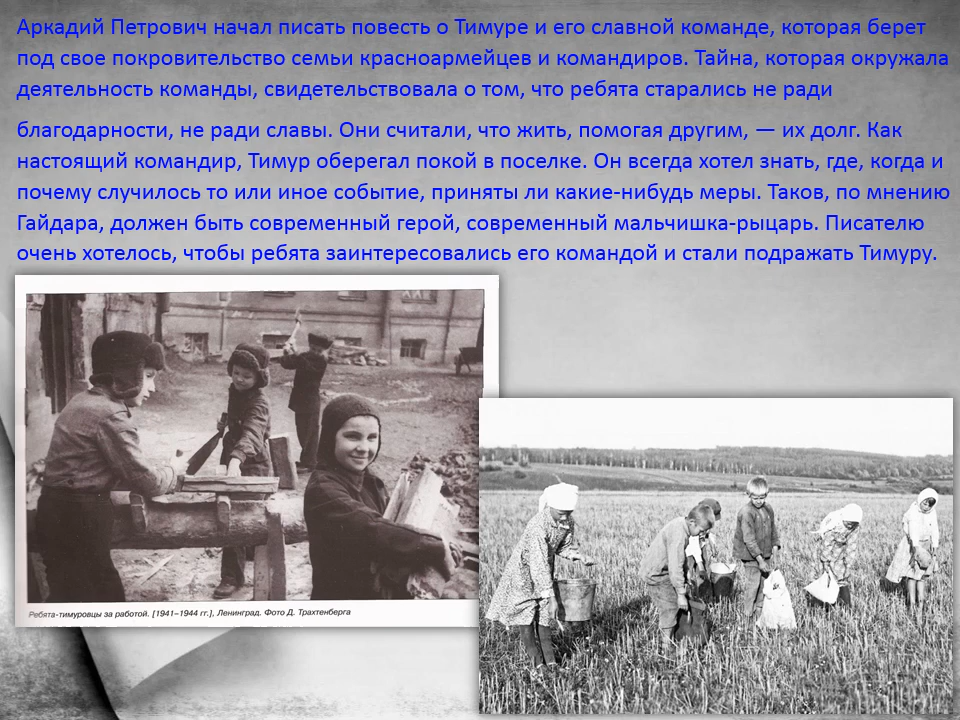 Аркадий Петрович начал писать повесть о Тимуре и его славной команде, которая берет
под свое покровительство семьи красноармейцев и командиров. Тайна, которая окружала
деятельность команды, свидетельствовала о том, что ребята старались не ради
благодарности, не ради славы. Они считали, что жить, помогая другим, — их долг. Как
настоящий командир, Тимур оберегал покой в поселке. Он всегда хотел знать, где, когда и
почему случилось то или иное событие, приняты ли какие-нибудь меры. Таков, по мнению
Гайдара, должен быть современный герой, современный мальчишка-рыцарь. Писателю
очень хотелось, чтобы ребята заинтересовались его командой и стали подражать Тимуру.
Ребята-тимуровцы за работой. [1941–1944 гг.], Ленинград. Фото Д. Трахтенберга